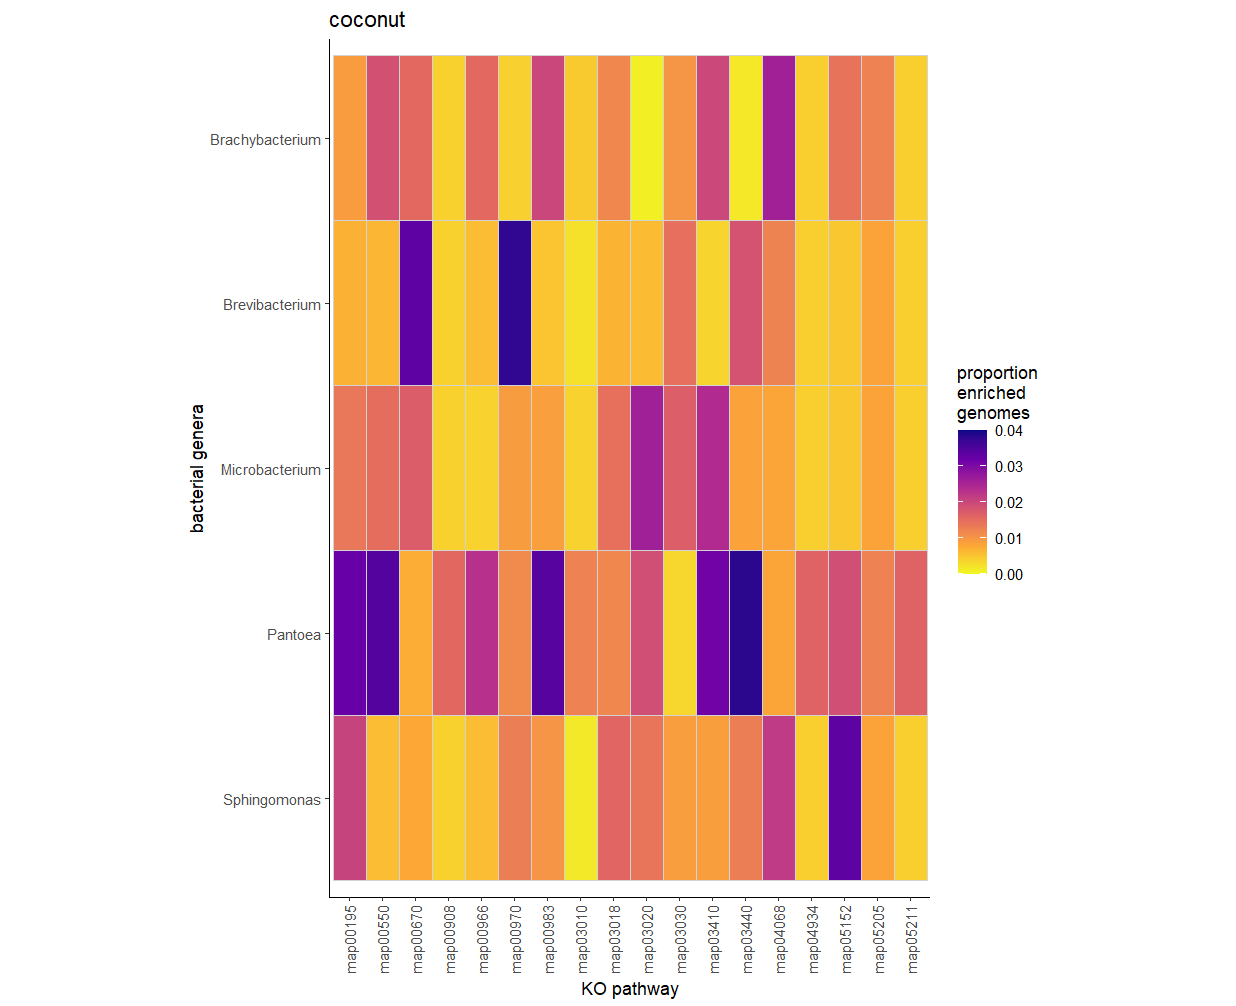 coconut
Brachybacterium
Brevibacterium
Microbacterium
Pantoea
Sphingomonas
bacterial genera
map00195
map00550
map00670
map00908
map00966
map00970
map00983
map03010
map03018
map03020
map03030
map03410
map03440
map04068
map04934
map05152
map05205
map05211
KO pathway
proportion
enriched
genomes
0.04
0.03
0.02
0.01
0.00